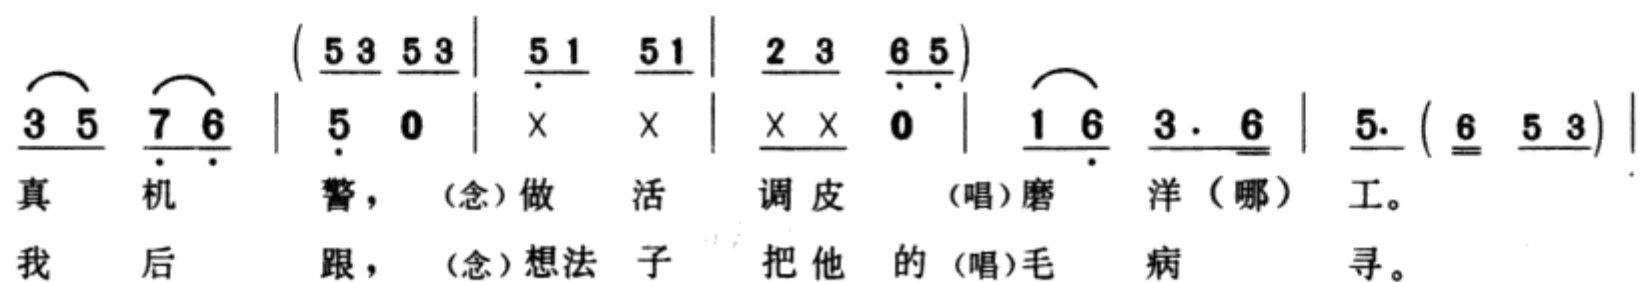 ( 5 3 5 3 | 5 1 5 1 | 2 3 6 5 )
3 5 7 6 | 5 0 | X X | X X 0 | 1 6 3 · 6 | 5 · ( 6 5 3 ) |
真 机 警，（念）做 活 调 皮 （唱）磨 洋（哪） 工。
我 后 跟，（念）想法 子 把 他 的（唱）毛 病 寻。